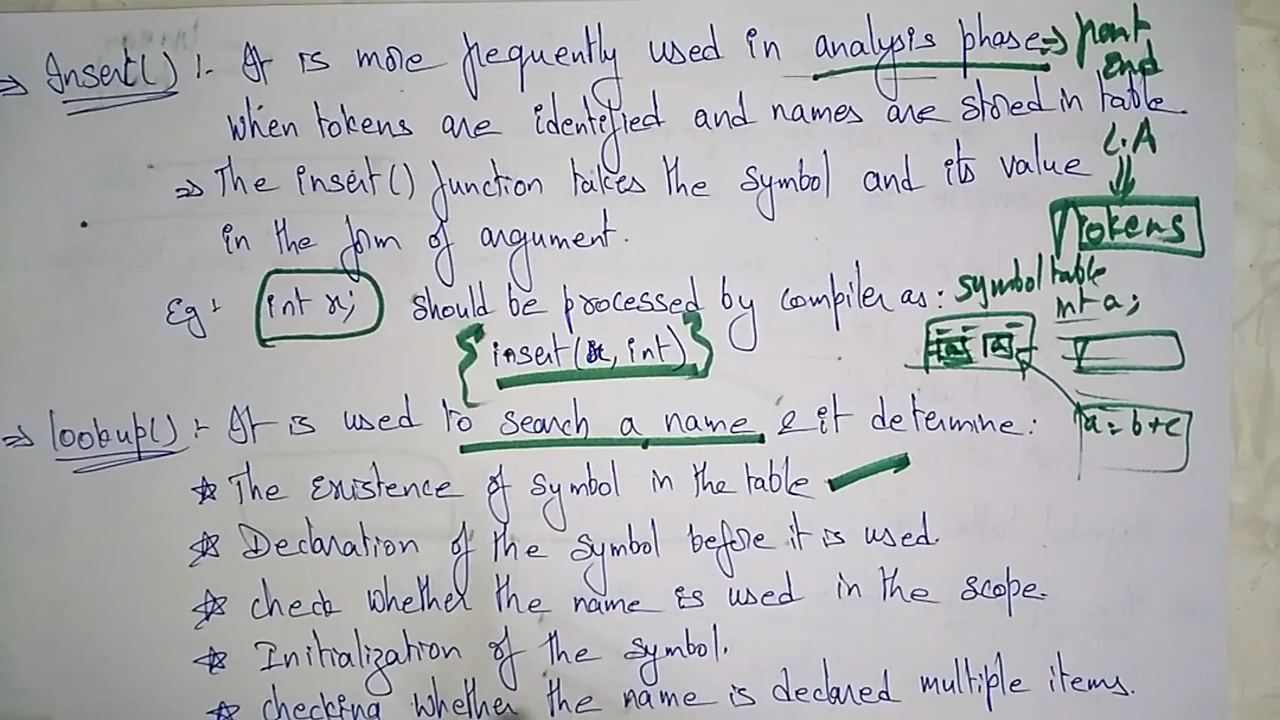 ⇒ Insert() :- It is more frequently used in analysis phase ⇒ front End
when tokens are identified and names are stored in table.
L.A
⇒ The insert() function takes the symbol and its value
Tokens
in the form of argument.
Eg: int x; should be processed by compiler as: symbol table
int a;
insert(x, int)
⇒ lookup() :- It is used to search a name & it determine:
a = b+c
☆ The Existence of symbol in the table
☆ Declaration of the symbol before it is used.
☆ check whether the name is used in the scope.
☆ Initialization of the symbol.
☆ checking whether the name is declared multiple items.